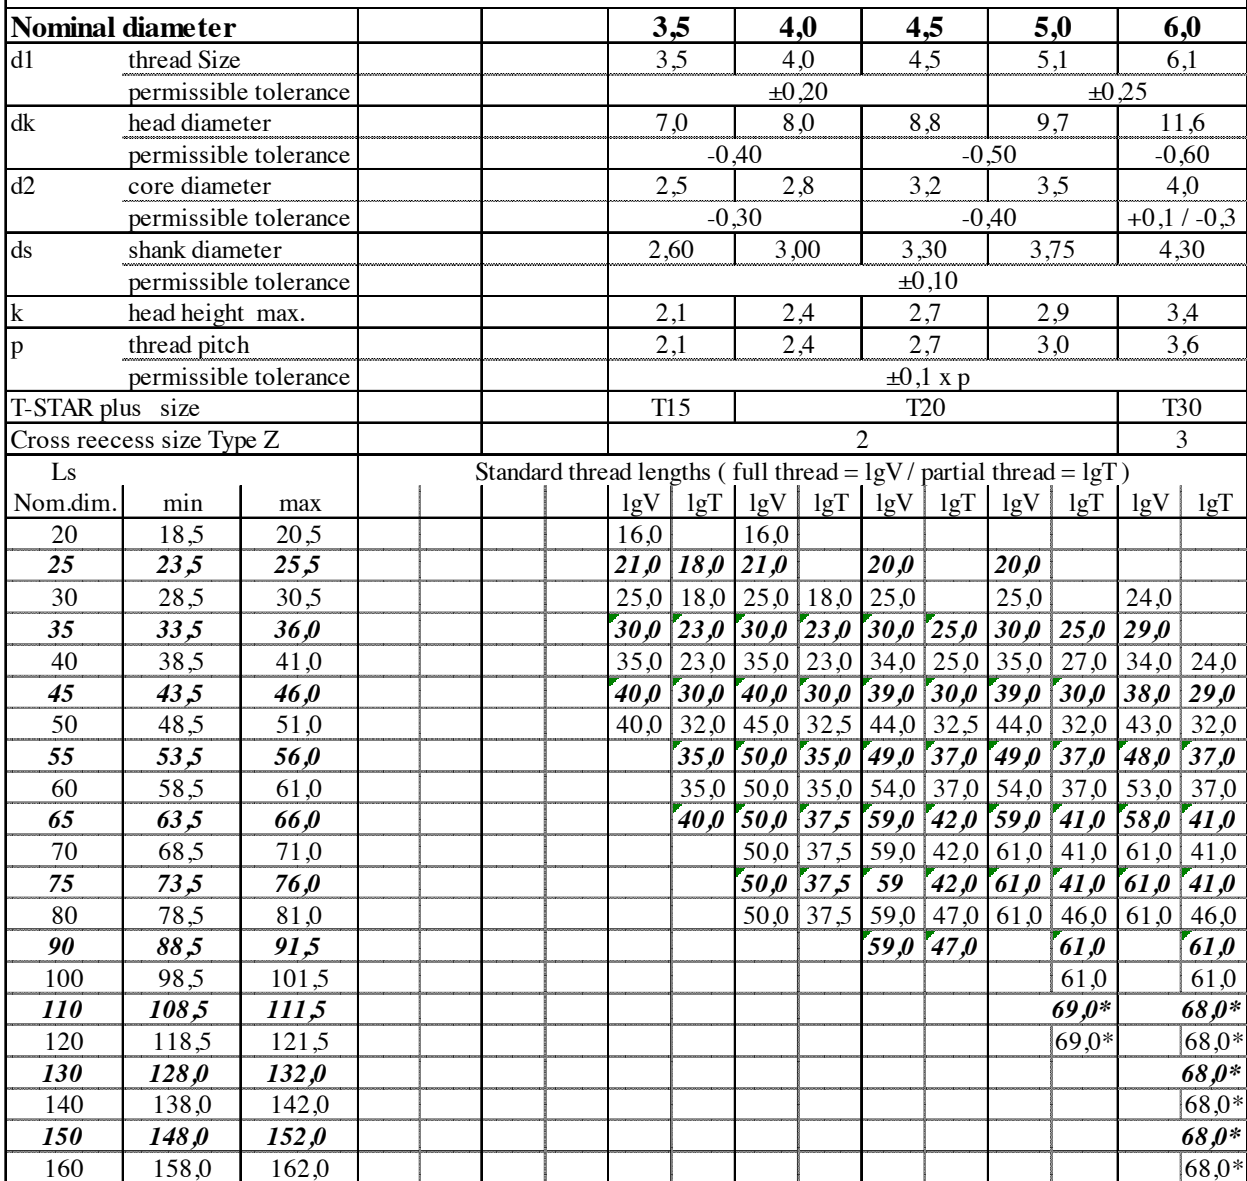 Nominal diameter 3,5 4,0 4,5 5,0 6,0
d1 thread Size 3,5 4,0 4,5 5,1 6,1
permissible tolerance ±0,20 ±0,25
dk head diameter 7,0 8,0 8,8 9,7 11,6
permissible tolerance -0,40 -0,50 -0,60
d2 core diameter 2,5 2,8 3,2 3,5 4,0
permissible tolerance -0,30 -0,40 +0,1 / -0,3
ds shank diameter 2,60 3,00 3,30 3,75 4,30
permissible tolerance ±0,10
k head height max. 2,1 2,4 2,7 2,9 3,4
p thread pitch 2,1 2,4 2,7 3,0 3,6
permissible tolerance ±0,1 x p
T-STAR plus size T15 T20 T30
Cross reecess size Type Z 2 3
Ls Standard thread lengths ( full thread = lgV / partial thread = lgT )
Nom.dim. min max lgV lgT lgV lgT lgV lgT lgV lgT lgV lgT
20 18,5 20,5 16,0 16,0
25 23,5 25,5 21,0 18,0 21,0 20,0 20,0
30 28,5 30,5 25,0 18,0 25,0 18,0 25,0 25,0 24,0
35 33,5 36,0 30,0 23,0 30,0 23,0 30,0 25,0 30,0 25,0 29,0
40 38,5 41,0 35,0 23,0 35,0 23,0 34,0 25,0 35,0 27,0 34,0 24,0
45 43,5 46,0 40,0 30,0 40,0 30,0 39,0 30,0 39,0 30,0 38,0 29,0
50 48,5 51,0 40,0 32,0 45,0 32,5 44,0 32,5 44,0 32,0 43,0 32,0
55 53,5 56,0 35,0 50,0 35,0 49,0 37,0 49,0 37,0 48,0 37,0
60 58,5 61,0 35,0 50,0 35,0 54,0 37,0 54,0 37,0 53,0 37,0
65 63,5 66,0 40,0 50,0 37,5 59,0 42,0 59,0 41,0 58,0 41,0
70 68,5 71,0 50,0 37,5 59,0 42,0 61,0 41,0 61,0 41,0
75 73,5 76,0 50,0 37,5 59 42,0 61,0 41,0 61,0 41,0
80 78,5 81,0 50,0 37,5 59,0 47,0 61,0 46,0 61,0 46,0
90 88,5 91,5 59,0 47,0 61,0 61,0
100 98,5 101,5 61,0 61,0
110 108,5 111,5 69,0* 68,0*
120 118,5 121,5 69,0* 68,0*
130 128,0 132,0 68,0*
140 138,0 142,0 68,0*
150 148,0 152,0 68,0*
160 158,0 162,0 68,0*